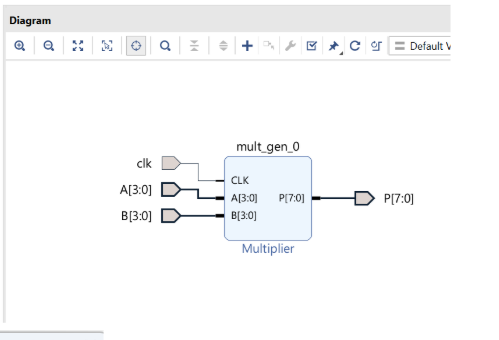 Diagram
Default V
mult_gen_0
clk
CLK
A[3:0]
A[3:0]
P[7:0]
P[7:0]
B[3:0]
B[3:0]
Multiplier